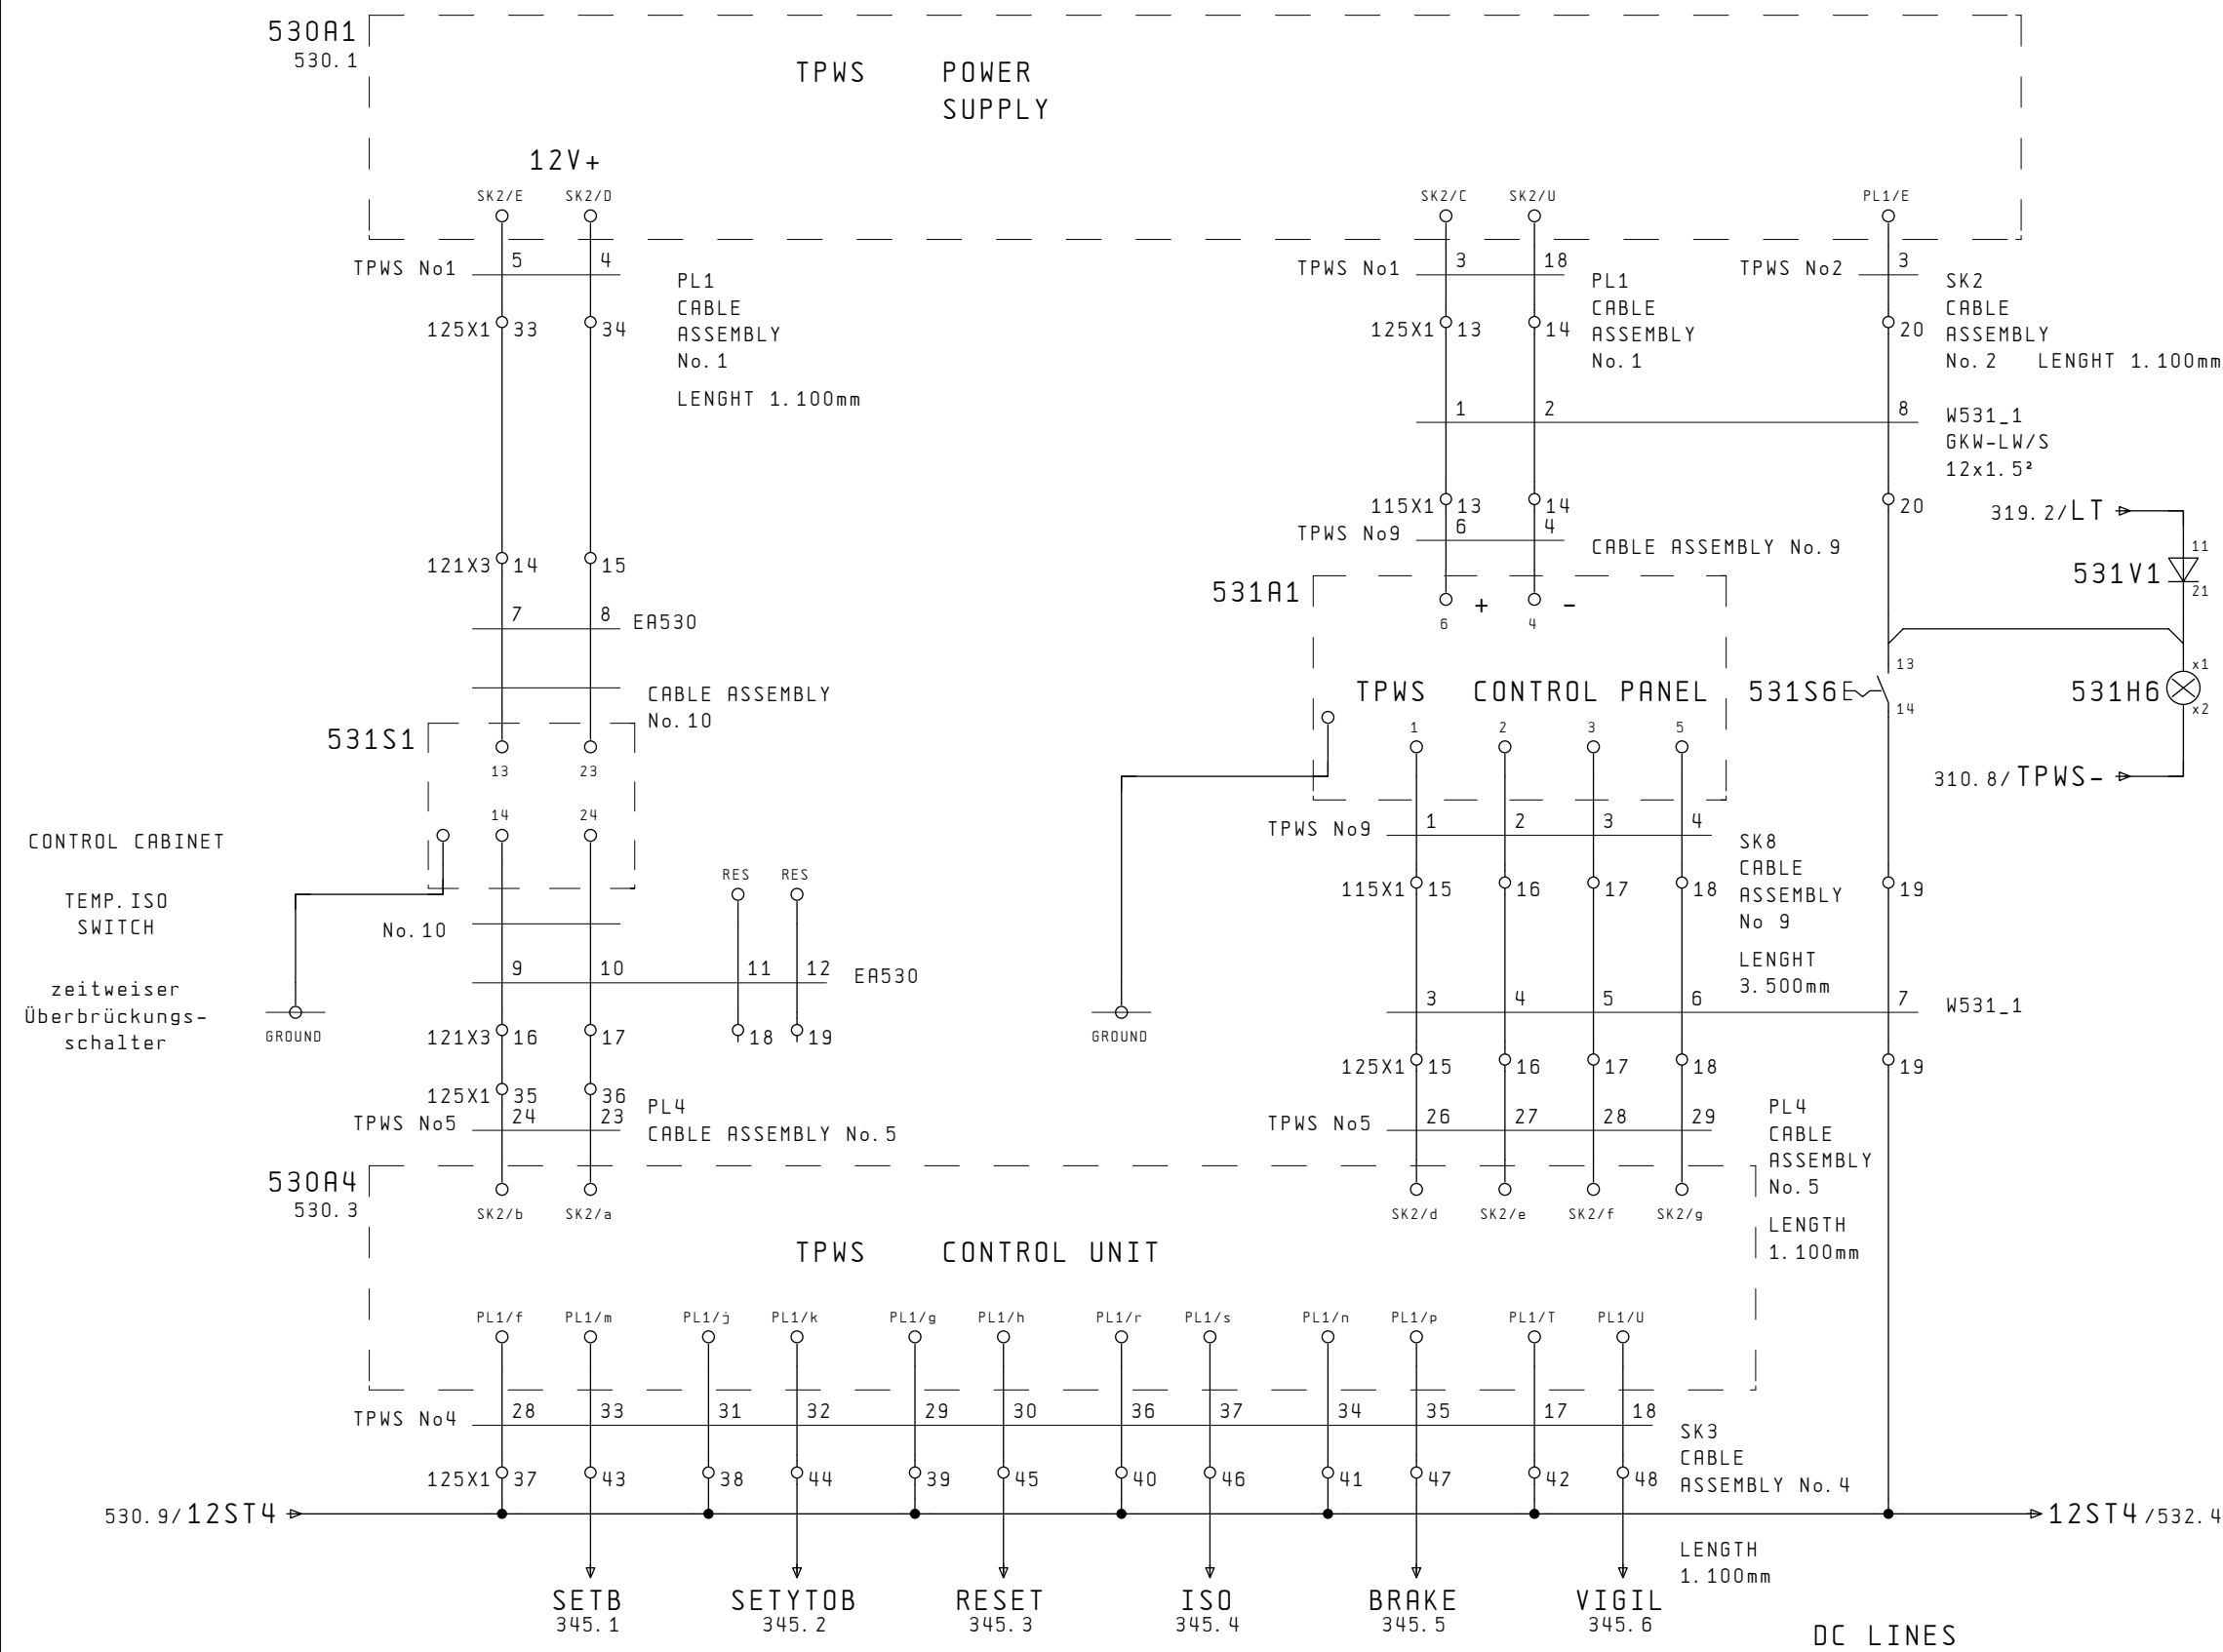 530A1
530.1
TPWS POWER
SUPPLY
12V+
SK2/E SK2/D SK2/C SK2/U PL1/E
TPWS No1 5 4
TPWS No1 3 18
TPWS No2 3
PL1
CABLE
ASSEMBLY
No.1
LENGHT 1.100mm
PL1
CABLE
ASSEMBLY
No.1
SK2
CABLE
ASSEMBLY
No.2 LENGHT 1.100mm
125X1 33 34
125X1 13 14 20
1 2 8 W531_1
GKW-LW/S
12x1.5²
115X1 13 14 20
TPWS No9 6 4
CABLE ASSEMBLY No.9
319.2/LT
11
531V1
21
121X3 14 15
7 8 EA530
CABLE ASSEMBLY
No.10
531A1
6 + 4 -
TPWS CONTROL PANEL
1 2 3 5
531S6 E
13
14
531H6
x1
x2
310.8/TPWS-
531S1
13 23
14 24
CONTROL CABINET
TEMP.ISO
SWITCH
zeitweiser
Überbrückungs-
schalter
GROUND
No.10
RES RES
9 10 11 12 EA530
121X3 16 17 18 19
125X1 35 36
TPWS No5 24 23
PL4
CABLE ASSEMBLY No.5
GROUND
TPWS No9 1 2 3 4
SK8
CABLE
ASSEMBLY
No 9
LENGHT
3.500mm
115X1 15 16 17 18 19
3 4 5 6 7 W531_1
125X1 15 16 17 18 19
TPWS No5 26 27 28 29
PL4
CABLE
ASSEMBLY
No.5
LENGTH
1.100mm
530A4
530.3
SK2/b SK2/a SK2/d SK2/e SK2/f SK2/g
TPWS CONTROL UNIT
PL1/f PL1/m PL1/j PL1/k PL1/g PL1/h PL1/r PL1/s PL1/n PL1/p PL1/T PL1/U
TPWS No4 28 33 31 32 29 30 36 37 34 35 17 18
SK3
CABLE
ASSEMBLY No.4
125X1 37 43 38 44 39 45 40 46 41 47 42 48
530.9/12ST4
12ST4/532.4
LENGTH
1.100mm
SETB SETYTOB RESET ISO BRAKE VIGIL
345.1 345.2 345.3 345.4 345.5 345.6
DC LINES